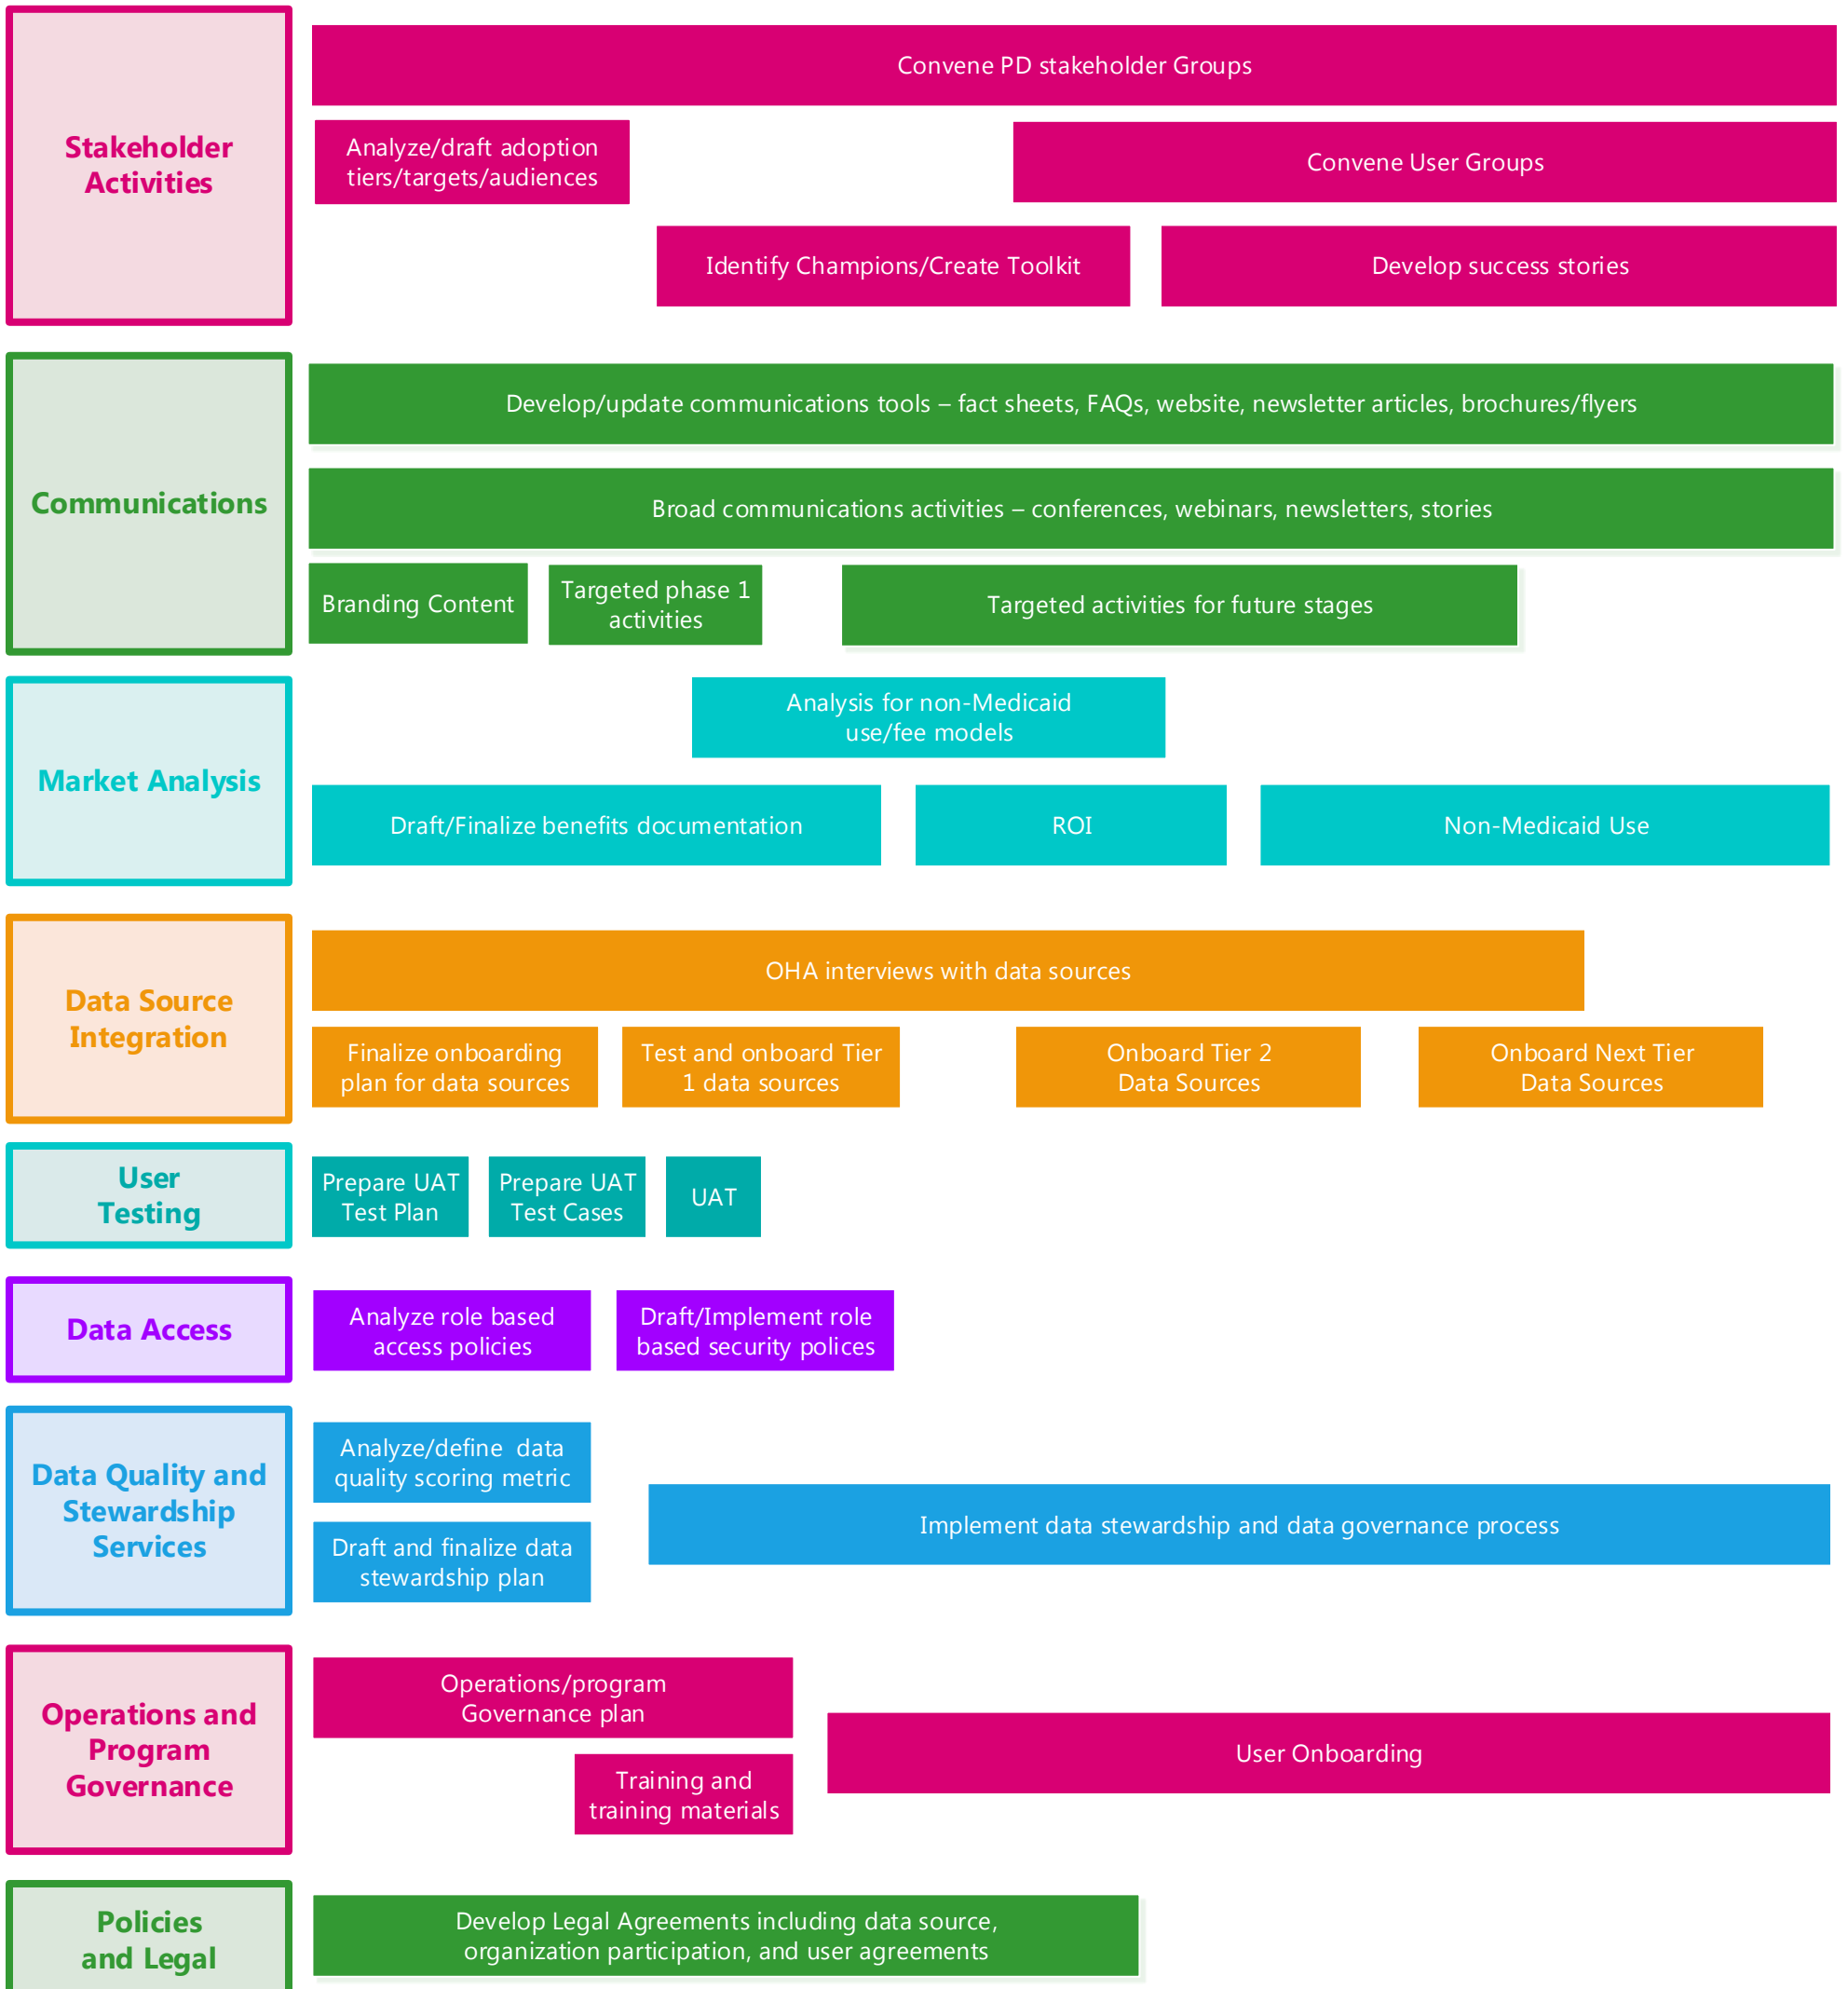 Stakeholder
Activities
Convene PD stakeholder Groups
Analyze/draft adoption
tiers/targets/audiences
Convene User Groups
Identify Champions/Create Toolkit
Develop success stories
Communications
Develop/update communications tools – fact sheets, FAQs, website, newsletter articles, brochures/flyers
Broad communications activities – conferences, webinars, newsletters, stories
Branding Content
Targeted phase 1
activities
Targeted activities for future stages
Market Analysis
Analysis for non-Medicaid
use/fee models
Draft/Finalize benefits documentation
ROI
Non-Medicaid Use
Data Source
Integration
OHA interviews with data sources
Finalize onboarding
plan for data sources
Test and onboard Tier
1 data sources
Onboard Tier 2
Data Sources
Onboard Next Tier
Data Sources
User
Testing
Prepare UAT
Test Plan
Prepare UAT
Test Cases
UAT
Data Access
Analyze role based
access policies
Draft/Implement role
based security polices
Data Quality and
Stewardship
Services
Analyze/define  data
quality scoring metric
Draft and finalize data
stewardship plan
Implement data stewardship and data governance process
Operations and
Program
Governance
Operations/program
Governance plan
Training and
training materials
User Onboarding
Policies
and Legal
Develop Legal Agreements including data source,
organization participation, and user agreements